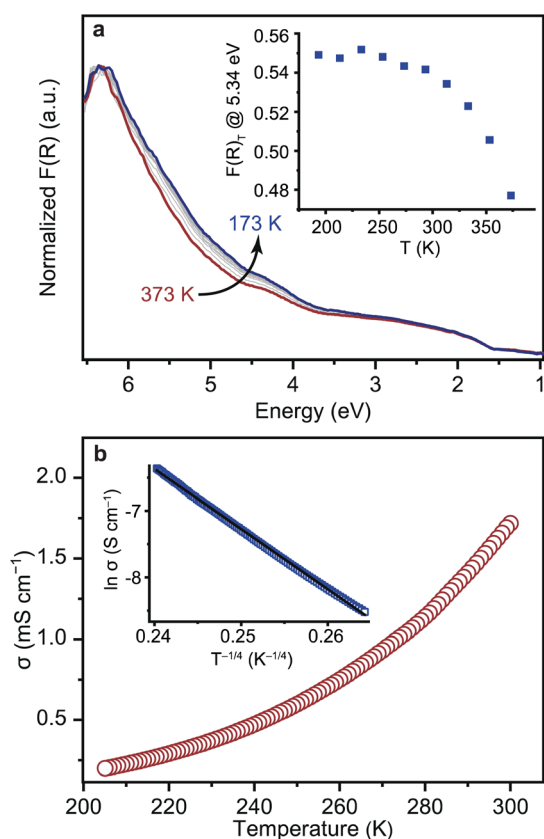 a
Normalized F(R) (a.u.)
173 K
373 K
6 5 4 3 2 1
Energy (eV)
0.56
0.54
0.52
0.50
0.48
F(R)T @ 5.34 eV
200 250 300 350
T (K)
b
2.0
1.5
1.0
0.5
σ (mS cm⁻¹)
200 220 240 260 280 300
Temperature (K)
-7
-8
ln σ (S cm⁻¹)
0.24 0.25 0.26
T⁻¹/⁴ (K⁻¹/⁴)